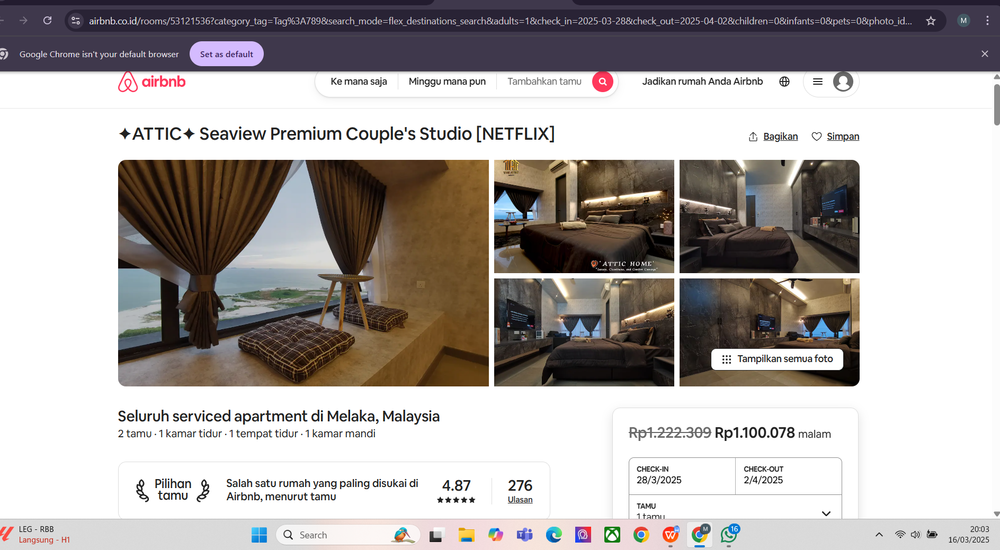 airbnb.co.id/rooms/53121536?category_tag=Tag%3A789&search_mode=flex_destinations_search&adults=1&check_in=2025-03-28&check_out=2025-04-02&children=0&infants=0&pets=0&photo_id...
M
Google Chrome isn't your default browser
Set as default
airbnb
Ke mana saja
Minggu mana pun
Tambahkan tamu
Jadikan rumah Anda Airbnb
✦ATTIC✦ Seaview Premium Couple's Studio [NETFLIX]
Bagikan
Simpan
'ATTIC HOME'
"Luxury, Cleanliness, and Comfort Converge"
Tampilkan semua foto
Seluruh serviced apartment di Melaka, Malaysia
2 tamu · 1 kamar tidur · 1 tempat tidur · 1 kamar mandi
Rp1.222.309 Rp1.100.078 malam
CHECK-IN
28/3/2025
CHECK-OUT
2/4/2025
TAMU
1 tamu
Pilihan
tamu
Salah satu rumah yang paling disukai di
Airbnb, menurut tamu
4.87
276
Ulasan
LEG - RBB
Langsung - H1
Search
M
16
20:03
16/03/2025